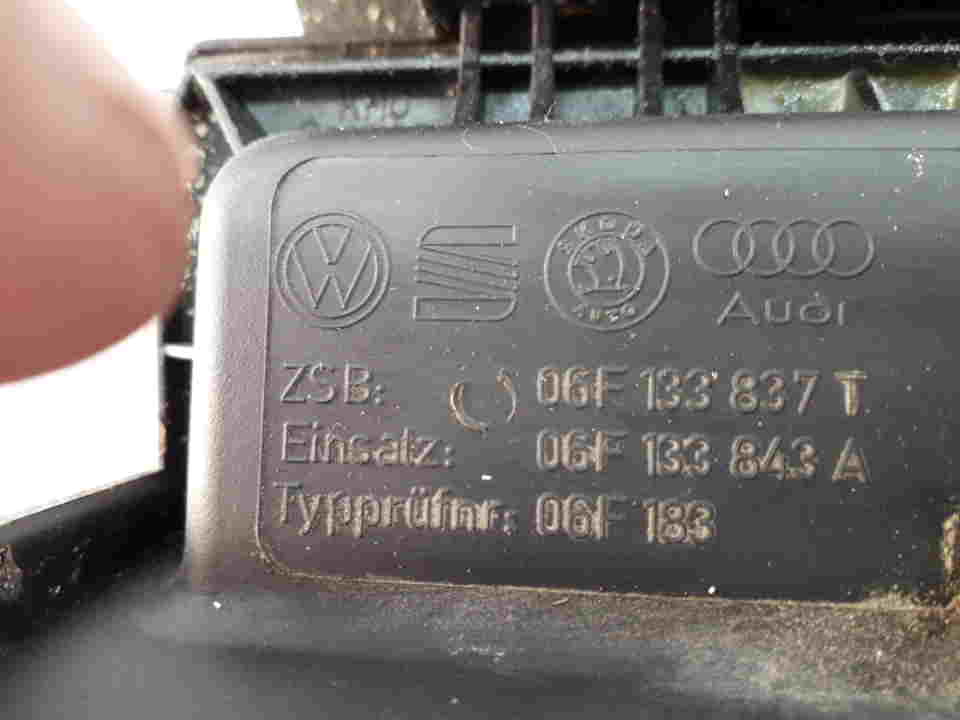 Audi
ZSB: 06F 133 837 T
Einsatz: 06F 133 843 A
Typprüfnr: 06F 183